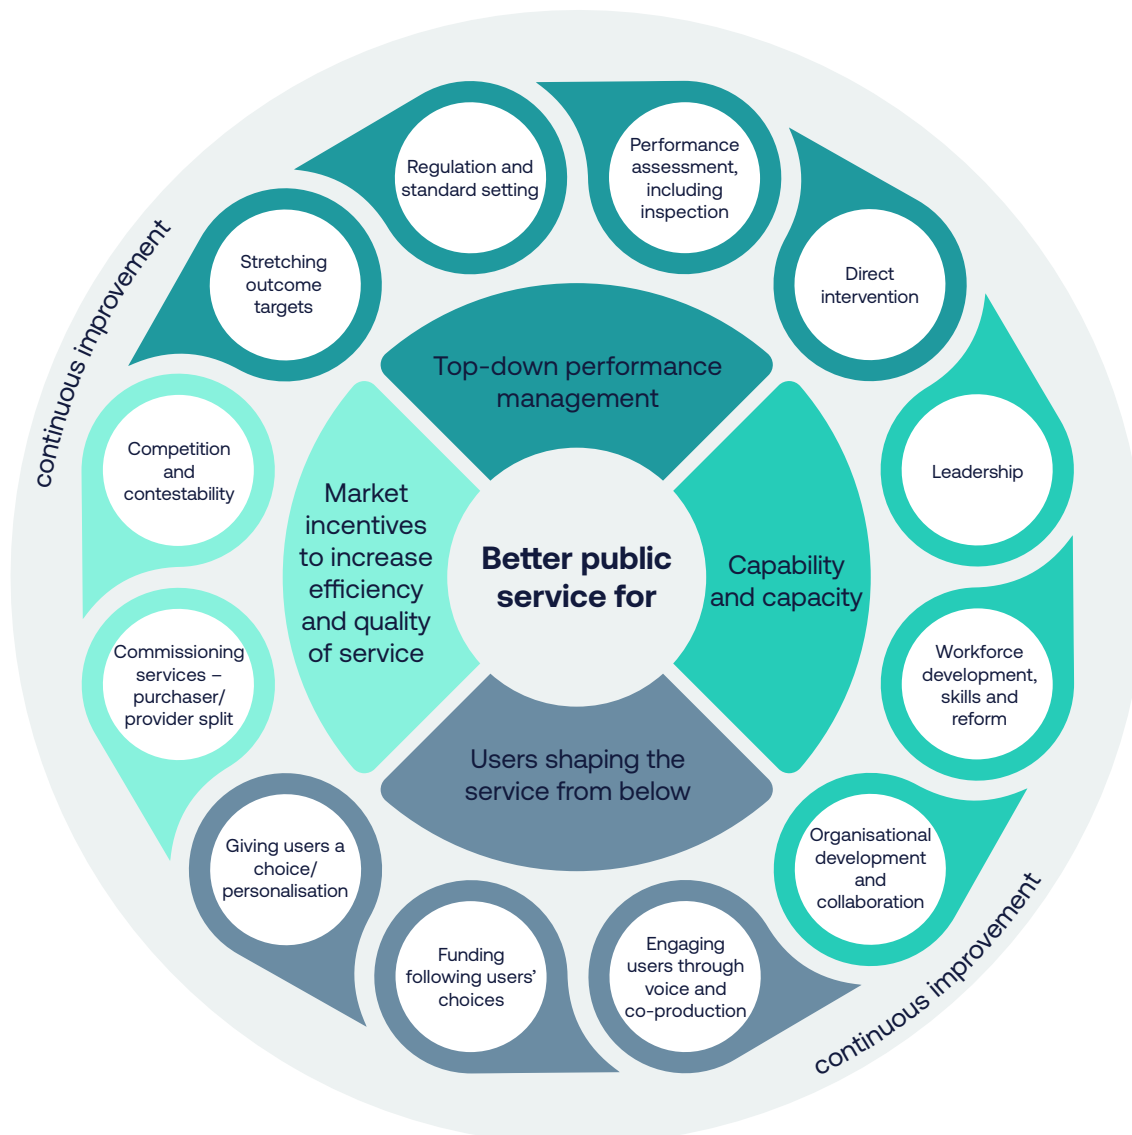 continuous improvement
Regulation and
standard setting
Performance
assessment,
including
inspection
Direct
intervention
Leadership
Workforce
development,
skills and
reform
Organisational
development
and
collaboration
Engaging
users through
voice and
co-production
Funding
following users’
choices
Giving users a
choice/
personalisation
Commissioning
services –
purchaser/
provider split
Competition
and
contestability
Stretching
outcome
targets
Top-down performance
management
Capability
and capacity
Users shaping the
service from below
Market
incentives
to increase
efficiency
and quality
of service
Better public
service for
continuous improvement